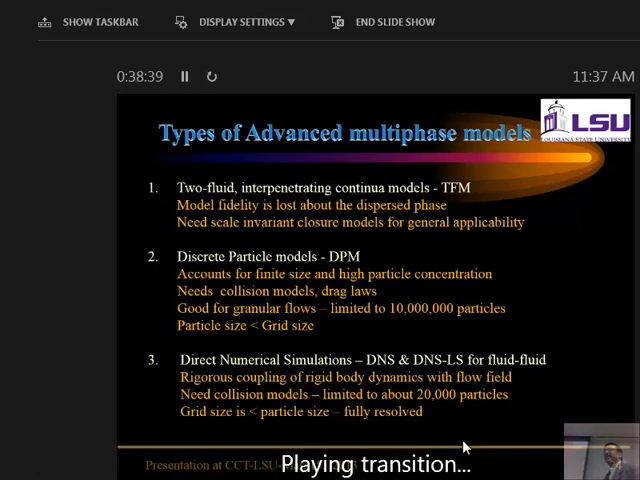 SHOW TASKBAR
DISPLAY SETTINGS ▾
END SLIDE SHOW
0:38:39
11:37 AM
Types of Advanced multiphase models
LSU
LOUISIANA STATE UNIVERSITY
1. Two-fluid, interpenetrating continua models - TFM
Model fidelity is lost about the dispersed phase
Need scale invariant closure models for general applicability
2. Discrete Particle models - DPM
Accounts for finite size and high particle concentration
Needs collision models, drag laws
Good for granular flows – limited to 10,000,000 particles
Particle size < Grid size
3. Direct Numerical Simulations – DNS & DNS-LS for fluid-fluid
Rigorous coupling of rigid body dynamics with flow field
Need collision models – limited to about 20,000 particles
Grid size is < particle size – fully resolved
Presentation at CCT-LSU-
Playing transition...